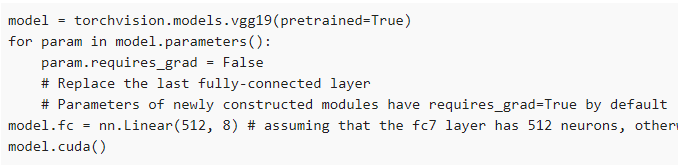 model = torchvision.models.vgg19(pretrained=True)
for param in model.parameters():
    param.requires_grad = False
    # Replace the last fully-connected layer
    # Parameters of newly constructed modules have requires_grad=True by default
model.fc = nn.Linear(512, 8) # assuming that the fc7 layer has 512 neurons, otherw
model.cuda()